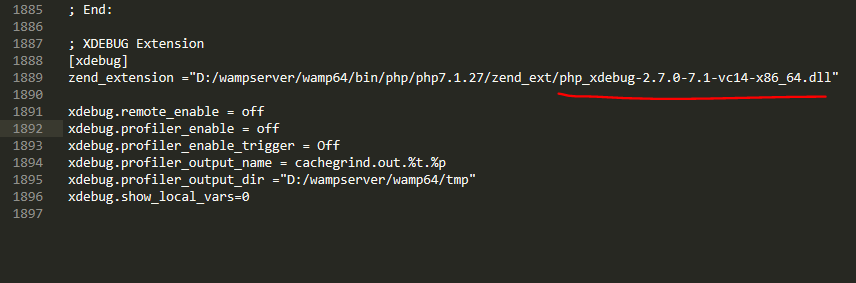 1885 ; End:
1886
1887 ; XDEBUG Extension
1888 [xdebug]
1889 zend_extension ="D:/wampserver/wamp64/bin/php/php7.1.27/zend_ext/php_xdebug-2.7.0-7.1-vc14-x86_64.dll"
1890
1891 xdebug.remote_enable = off
1892 xdebug.profiler_enable = off
1893 xdebug.profiler_enable_trigger = Off
1894 xdebug.profiler_output_name = cachegrind.out.%t.%p
1895 xdebug.profiler_output_dir ="D:/wampserver/wamp64/tmp"
1896 xdebug.show_local_vars=0
1897